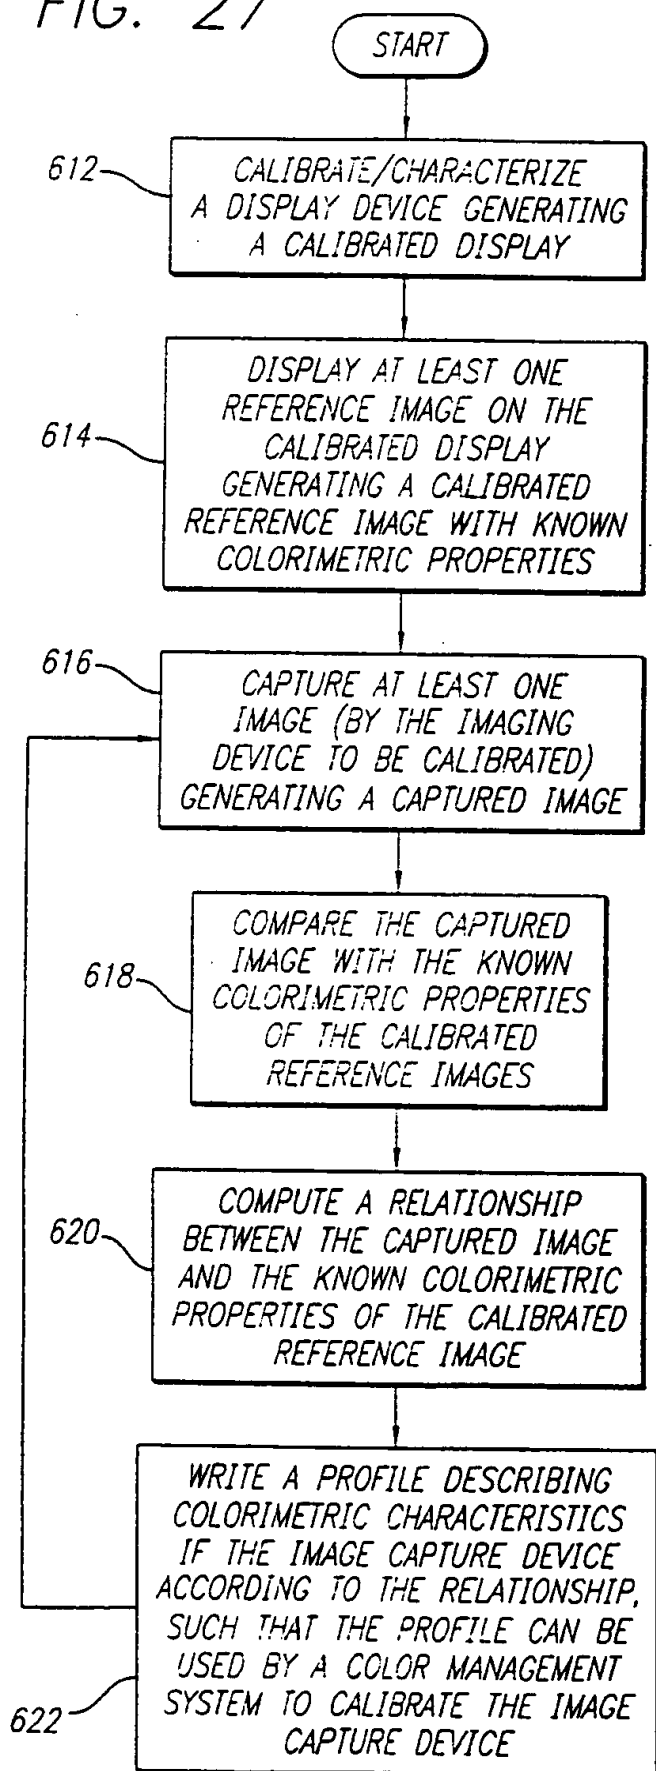 FIG. 27
START
612
CALIBRATE/CHARACTERIZE
A DISPLAY DEVICE GENERATING
A CALIBRATED DISPLAY
614
DISPLAY AT LEAST ONE
REFERENCE IMAGE ON THE
CALIBRATED DISPLAY
GENERATING A CALIBRATED
REFERENCE IMAGE WITH KNOWN
COLORIMETRIC PROPERTIES
616
CAPTURE AT LEAST ONE
IMAGE (BY THE IMAGING
DEVICE TO BE CALIBRATED)
GENERATING A CAPTURED IMAGE
618
COMPARE THE CAPTURED
IMAGE WITH THE KNOWN
COLORIMETRIC PROPERTIES
OF THE CALIBRATED
REFERENCE IMAGES
620
COMPUTE A RELATIONSHIP
BETWEEN THE CAPTURED IMAGE
AND THE KNOWN COLORIMETRIC
PROPERTIES OF THE CALIBRATED
REFERENCE IMAGE
622
WRITE A PROFILE DESCRIBING
COLORIMETRIC CHARACTERISTICS
IF THE IMAGE CAPTURE DEVICE
ACCORDING TO THE RELATIONSHIP,
SUCH THAT THE PROFILE CAN BE
USED BY A COLOR MANAGEMENT
SYSTEM TO CALIBRATE THE IMAGE
CAPTURE DEVICE